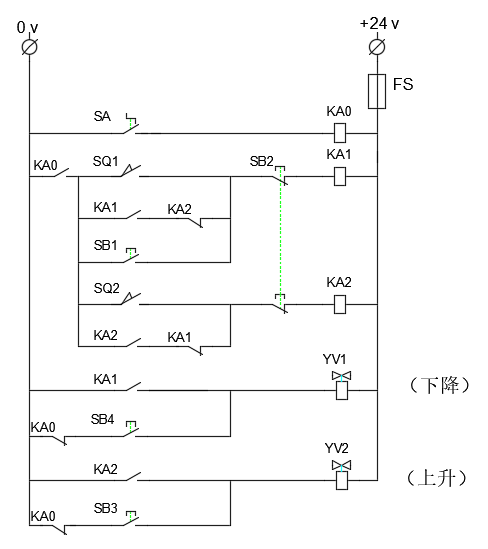 0 v
+24 v
FS
SA
KA0
KA0
SQ1
SB2
KA1
KA1
KA2
SB1
SQ2
KA2
KA2
KA1
KA1
YV1
（下降）
KA0
SB4
KA2
YV2
（上升）
KA0
SB3